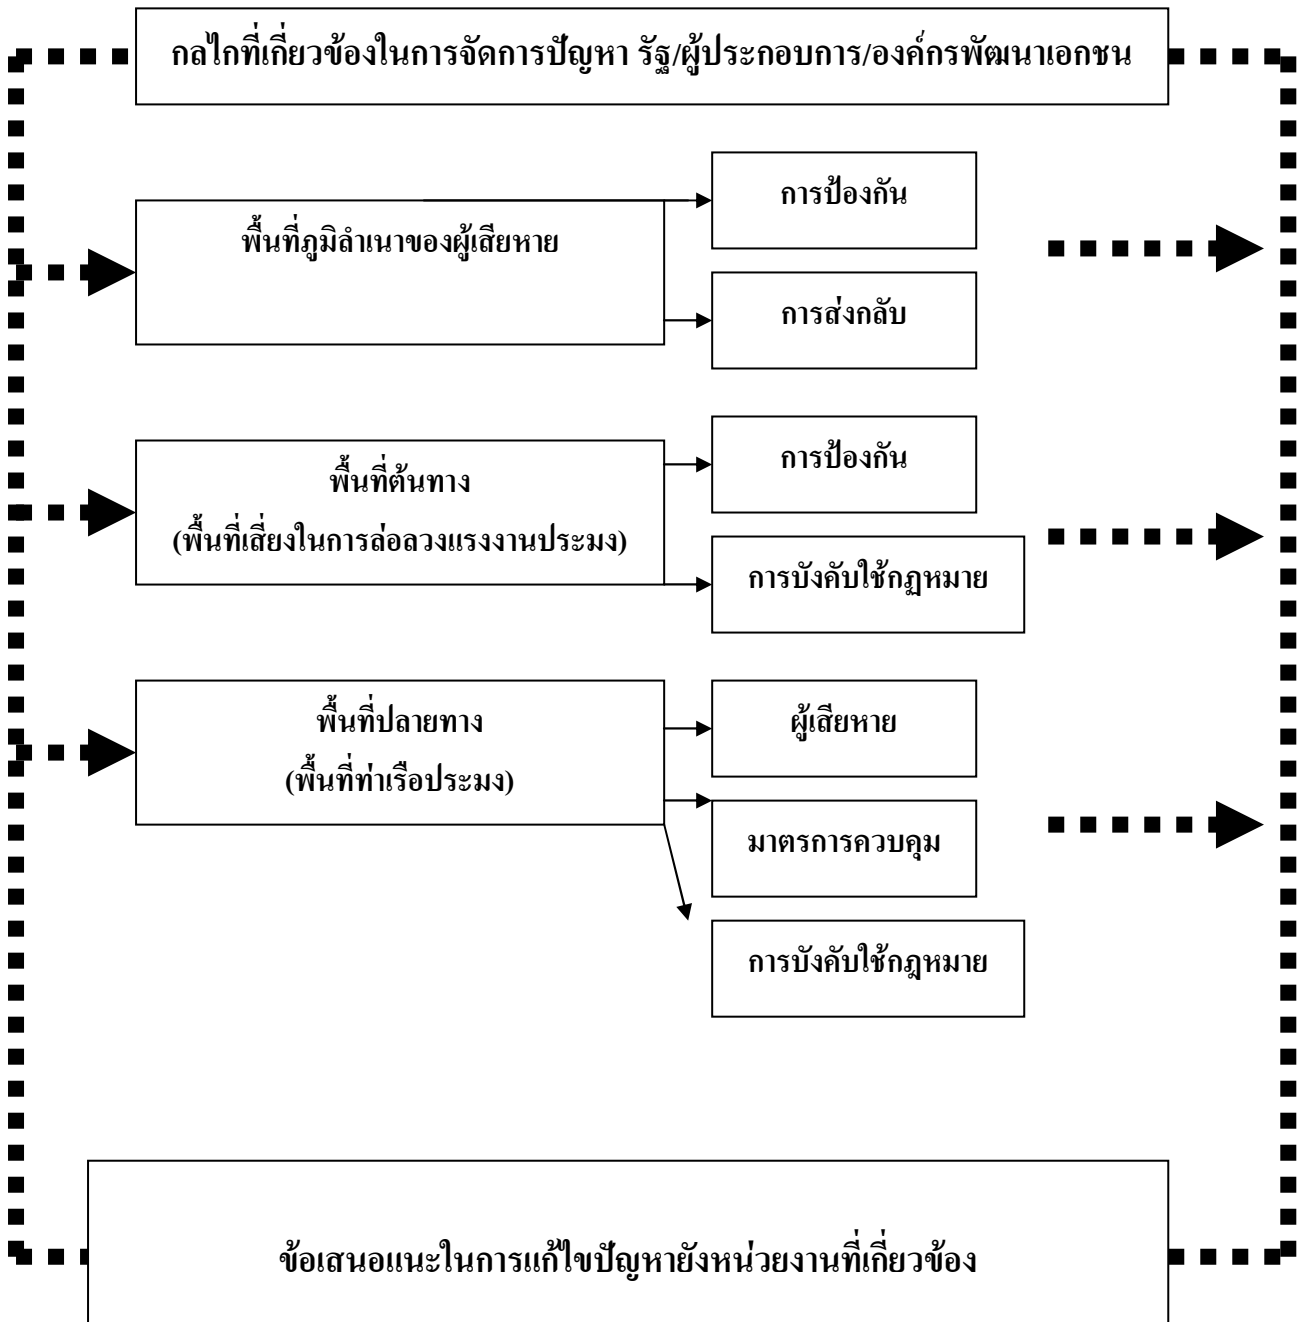 กลไกที่เกี่ยวข้องในการจัดการปัญหา รัฐ/ผู้ประกอบการ/องค์กรพัฒนาเอกชน
พื้นที่ภูมิลำเนาของผู้เสียหาย
การป้องกัน
การส่งกลับ
พื้นที่ต้นทาง
(พื้นที่เสี่ยงในการล่อลวงแรงงานประมง)
การป้องกัน
การบังคับใช้กฎหมาย
พื้นที่ปลายทาง
(พื้นที่ท่าเรือประมง)
ผู้เสียหาย
มาตรการควบคุม
การบังคับใช้กฎหมาย
ข้อเสนอแนะในการแก้ไขปัญหายังหน่วยงานที่เกี่ยวข้อง